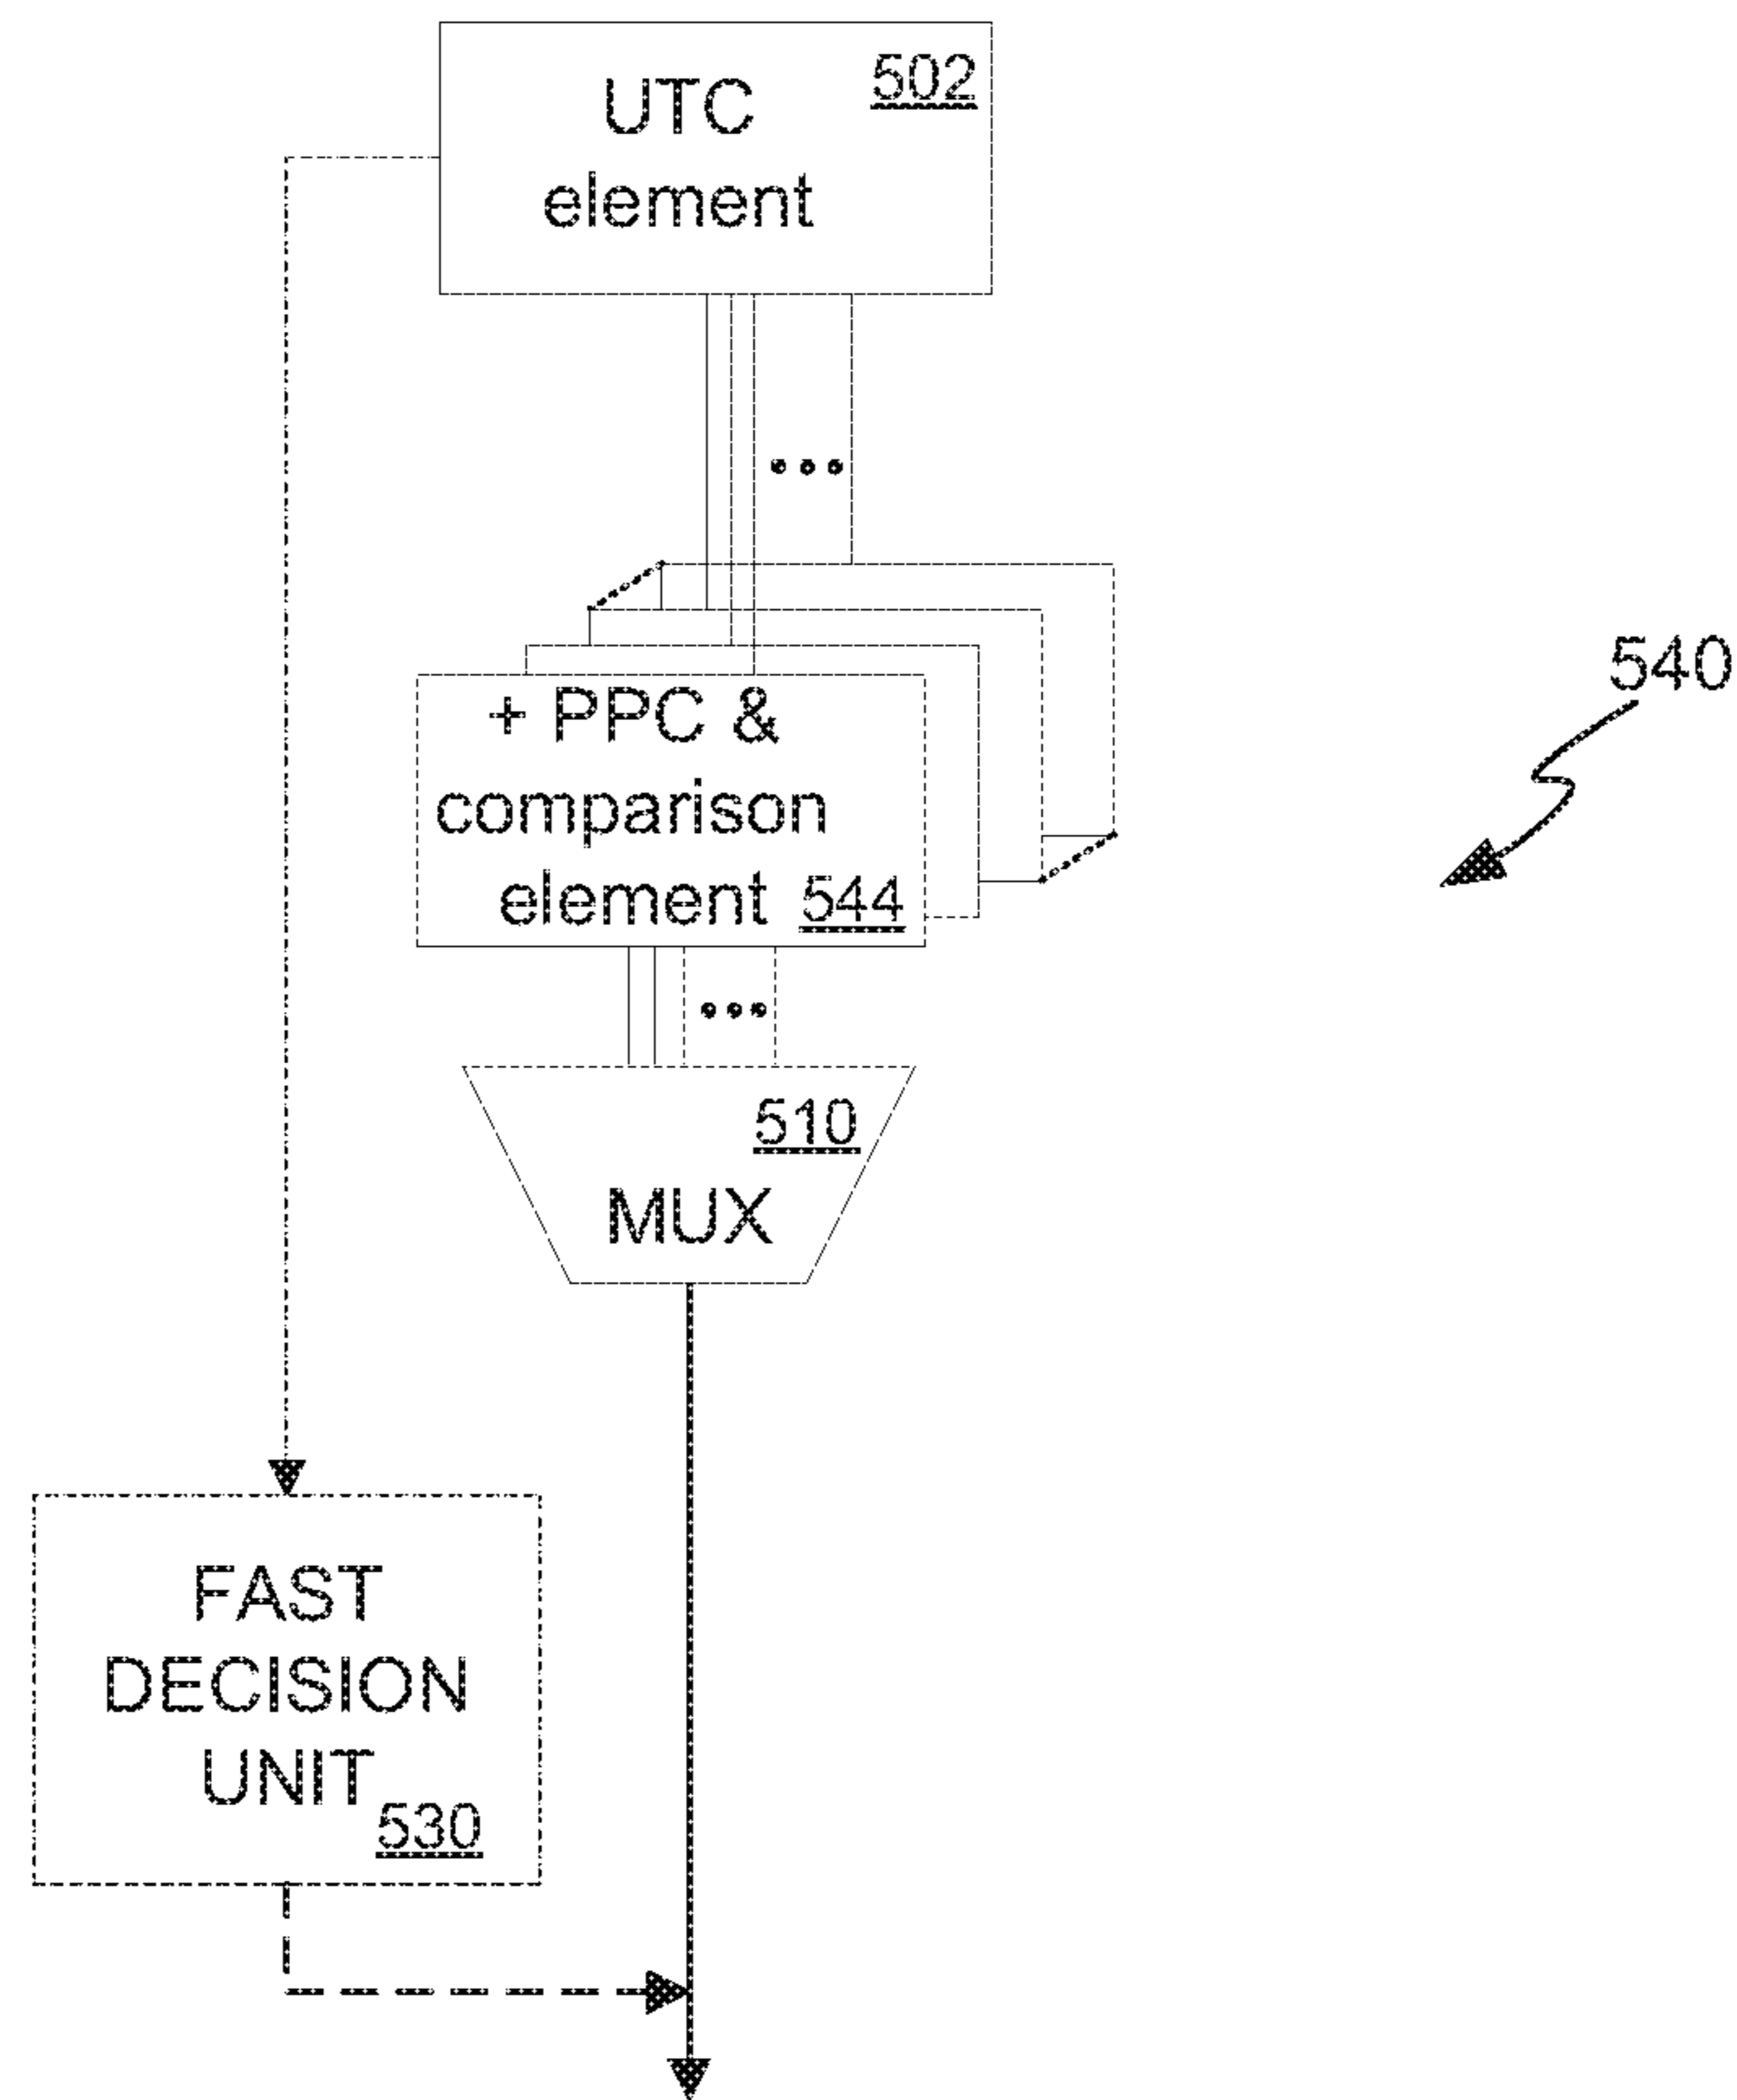 502
UTC
element
...
540
+ PPC &
comparison
element 544
...
510
MUX
FAST
DECISION
UNIT
530